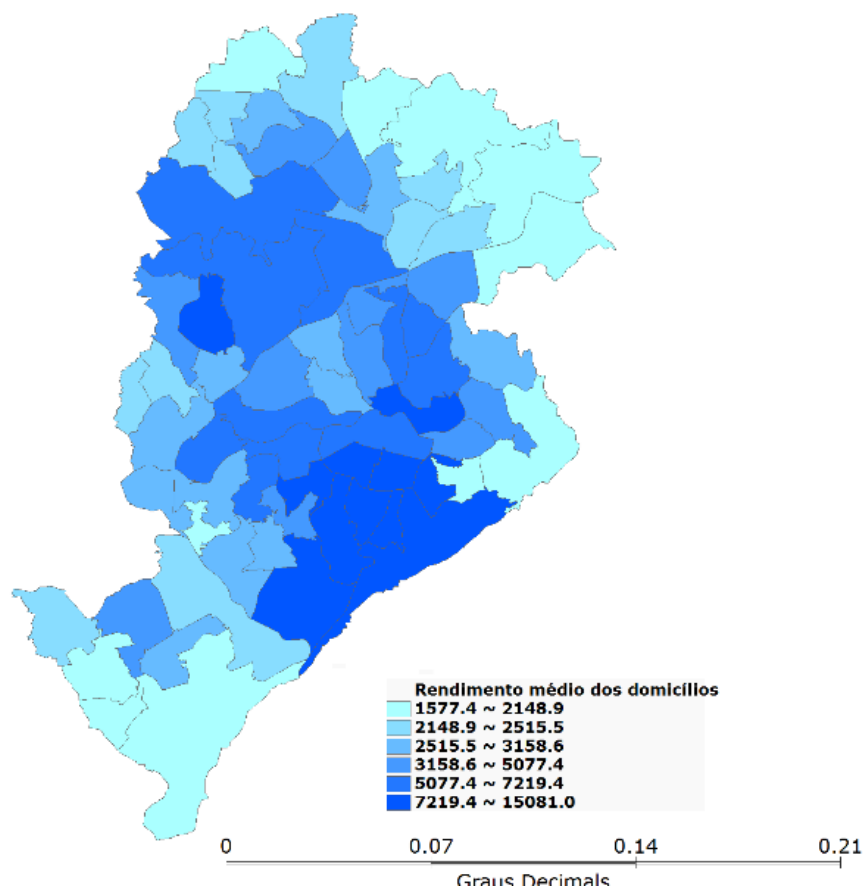 Rendimento médio dos domicílios
1577.4 ~ 2148.9
2148.9 ~ 2515.5
2515.5 ~ 3158.6
3158.6 ~ 5077.4
5077.4 ~ 7219.4
7219.4 ~ 15081.0
0 0.07 0.14 0.21
Graus Decimals